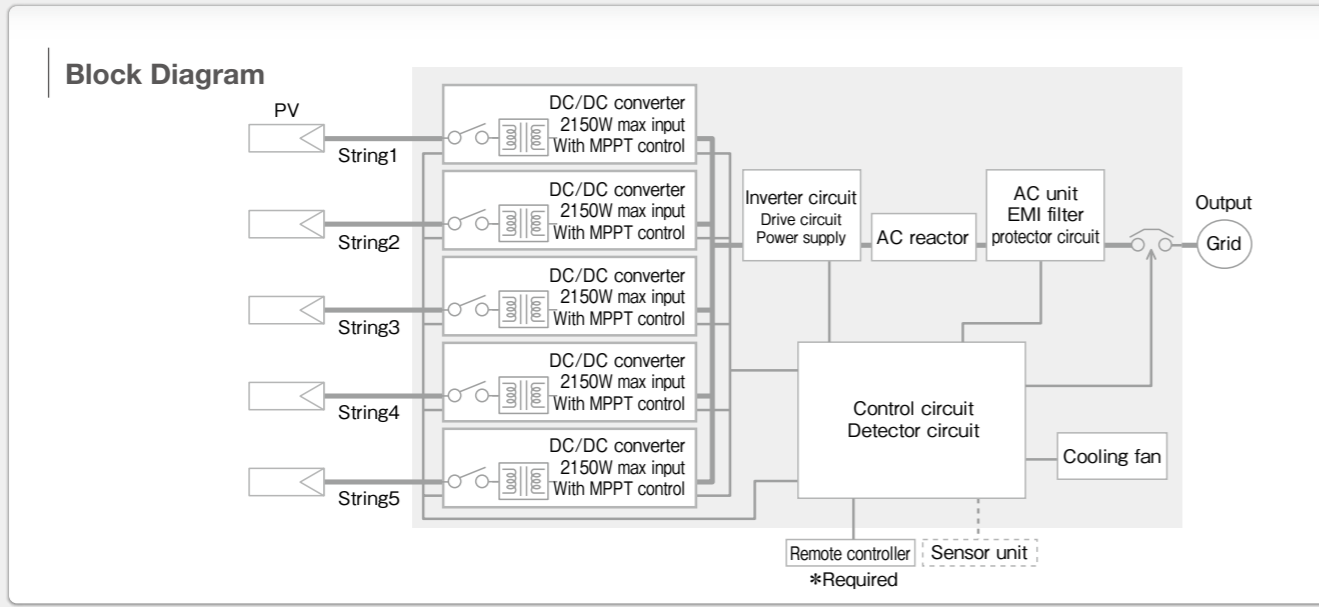 Block Diagram
PV
String1
DC/DC converter
2150W max input
With MPPT control
String2
DC/DC converter
2150W max input
With MPPT control
String3
DC/DC converter
2150W max input
With MPPT control
String4
DC/DC converter
2150W max input
With MPPT control
String5
DC/DC converter
2150W max input
With MPPT control
Inverter circuit
Drive circuit
Power supply
AC reactor
AC unit
EMI filter
protector circuit
Output
Grid
Control circuit
Detector circuit
Cooling fan
Remote controller
*Required
Sensor unit